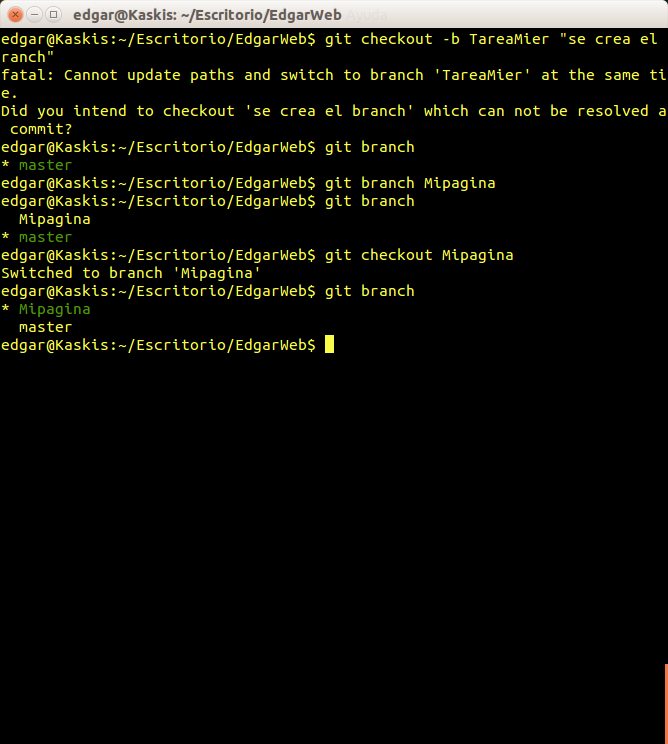 edgar@Kaskis: ~/Escritorio/EdgarWeb Ayuda
edgar@Kaskis:~/Escritorio/EdgarWeb$ git checkout -b TareaMier "se crea el
ranch"
fatal: Cannot update paths and switch to branch 'TareaMier' at the same ti
e.
Did you intend to checkout 'se crea el branch' which can not be resolved a
 commit?
edgar@Kaskis:~/Escritorio/EdgarWeb$ git branch
* master
edgar@Kaskis:~/Escritorio/EdgarWeb$ git branch Mipagina
edgar@Kaskis:~/Escritorio/EdgarWeb$ git branch
  Mipagina
* master
edgar@Kaskis:~/Escritorio/EdgarWeb$ git checkout Mipagina
Switched to branch 'Mipagina'
edgar@Kaskis:~/Escritorio/EdgarWeb$ git branch
* Mipagina
  master
edgar@Kaskis:~/Escritorio/EdgarWeb$